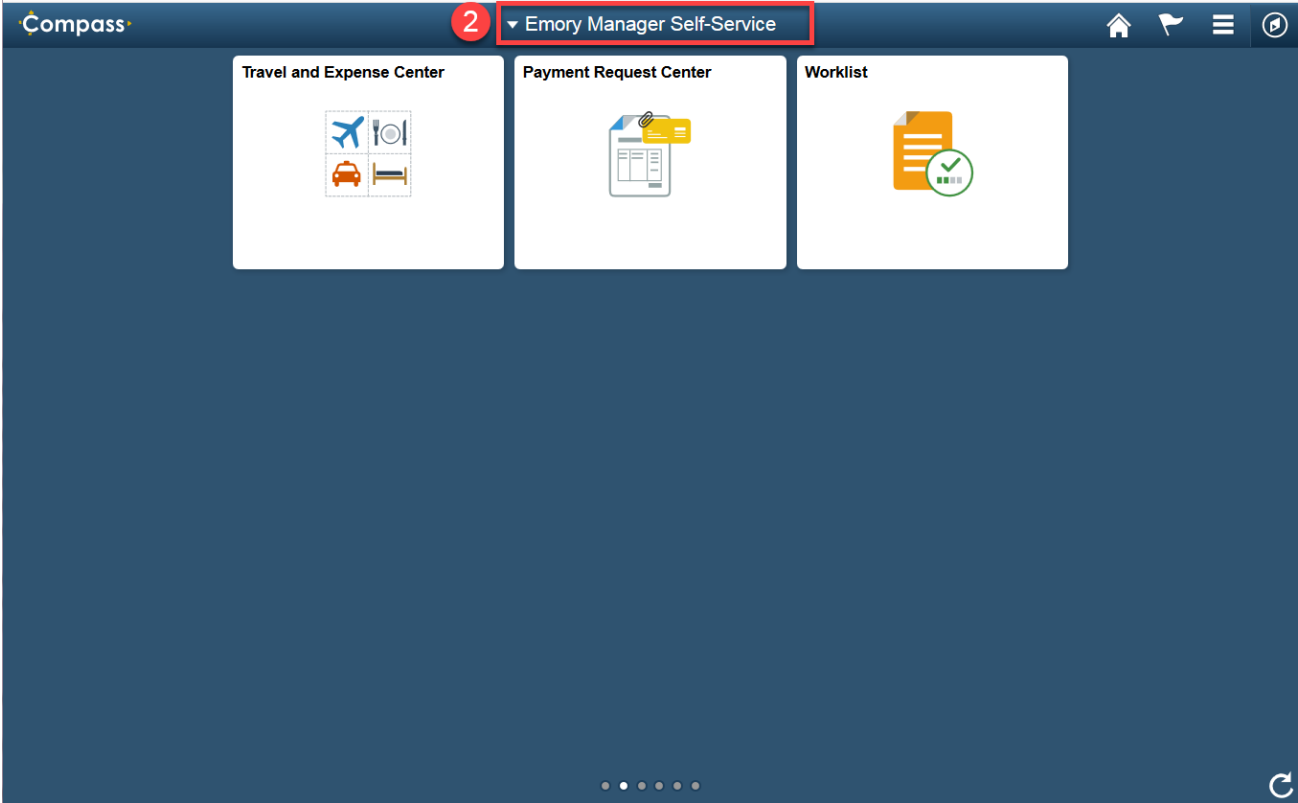 Compass
2
Emory Manager Self-Service
Travel and Expense Center
Payment Request Center
Worklist